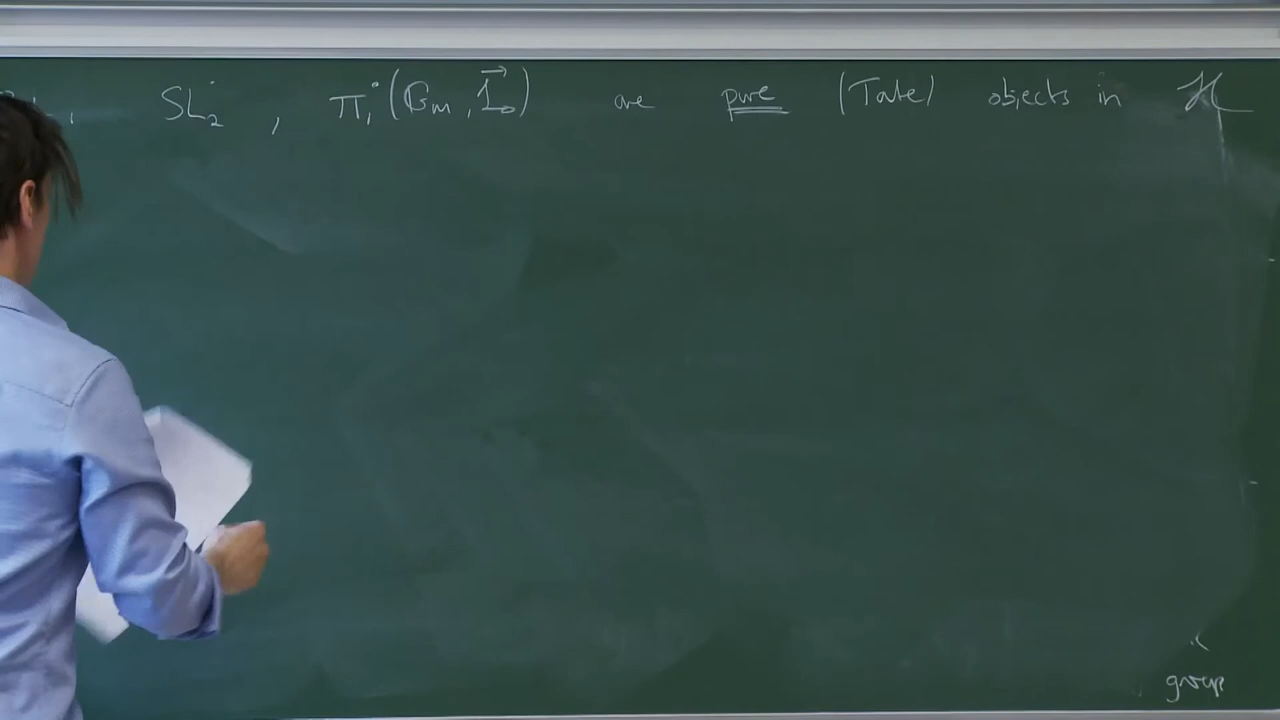 , SL₂˙ , π₁˙(𝔾ₘ, 1⃗₀) are pure (Tate) objects in ℋ
group